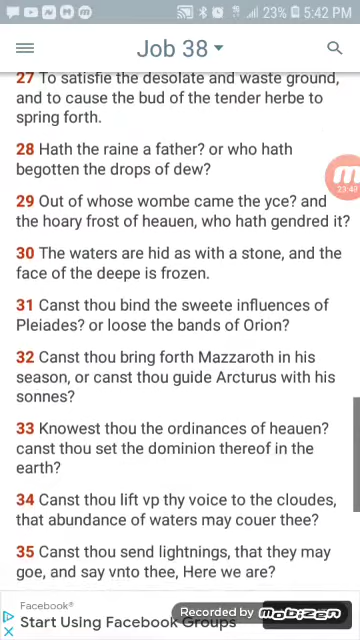 23% 5:42 PM
Job 38
27 To satisfie the desolate and waste ground,
and to cause the bud of the tender herbe to
spring forth.
28 Hath the raine a father? or who hath
begotten the drops of dew?
29 Out of whose wombe came the yce? and
the hoary frost of heauen, who hath gendred it?
30 The waters are hid as with a stone, and the
face of the deepe is frozen.
31 Canst thou bind the sweete influences of
Pleiades? or loose the bands of Orion?
32 Canst thou bring forth Mazzaroth in his
season, or canst thou guide Arcturus with his
sonnes?
33 Knowest thou the ordinances of heauen?
canst thou set the dominion thereof in the
earth?
34 Canst thou lift vp thy voice to the cloudes,
that abundance of waters may couer thee?
35 Canst thou send lightnings, that they may
goe, and say vnto thee, Here we are?
Facebook®
Start Using Facebook Groups
Recorded by mobizen